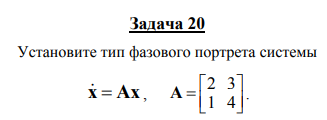 Задача 20
Установите тип фазового портрета системы
ẋ = Ax, A = [2 3
1 4].